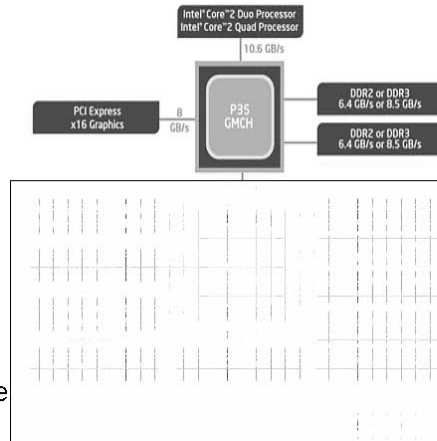 Intel® Core™2 Duo Processor
Intel® Core™2 Quad Processor
10.6 GB/s
P35
GMCH
PCI Express
x16 Graphics
8
GB/s
DDR2 or DDR3
6.4 GB/s or 8.5 GB/s
DDR2 or DDR3
6.4 GB/s or 8.5 GB/s
e